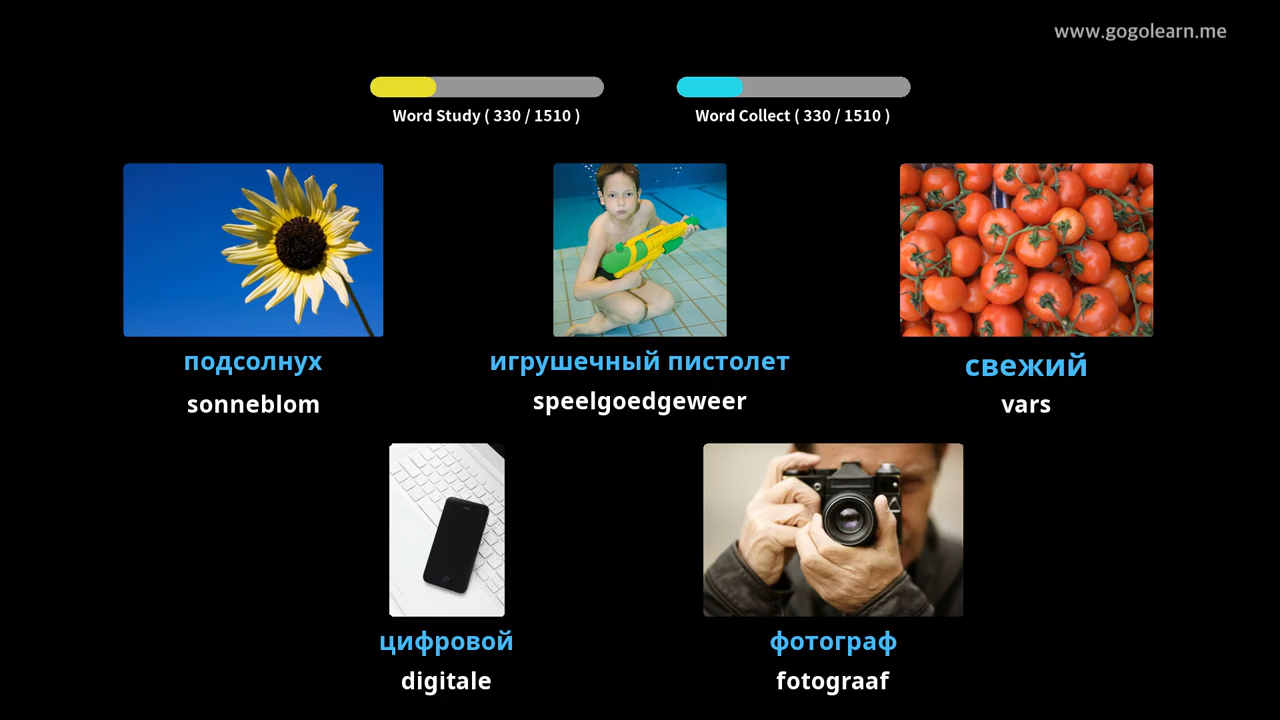 www.gogolearn.me
Word Study ( 330 / 1510 )
Word Collect ( 330 / 1510 )
подсолнух
sonneblom
игрушечный пистолет
speelgoedgeweer
свежий
vars
цифровой
digitale
фотограф
fotograaf